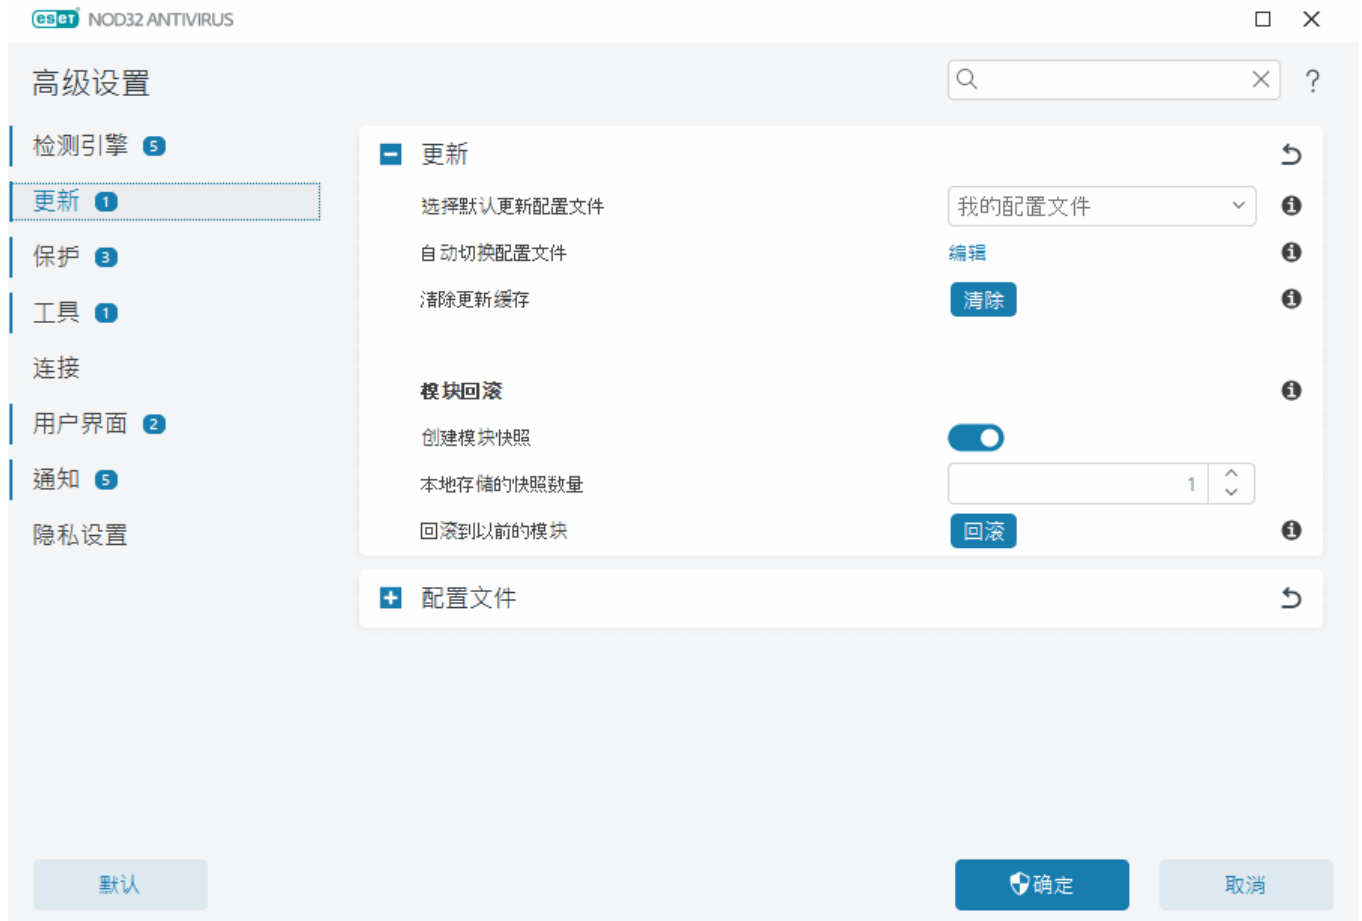 eset NOD32 ANTIVIRUS
高级设置
?
检测引擎 5
更新 1
保护 3
工具 1
连接
用户界面 2
通知 5
隐私设置
更新
选择默认更新配置文件 我的配置文件
自动切换配置文件 编辑
清除更新缓存 清除
模块回滚
创建模块快照
本地存储的快照数量 1
回滚到以前的模块 回滚
配置文件
默认 确定 取消